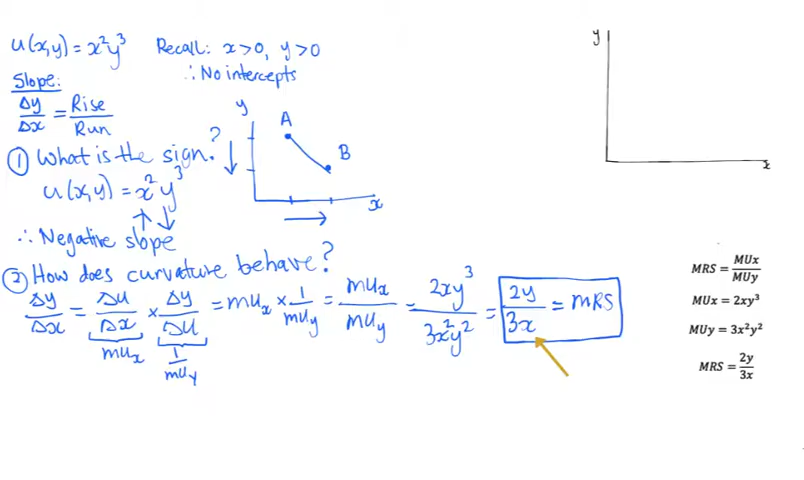 u(x,y) = x²y³
Recall: x>0, y>0
∴ No intercepts
Slope:
Δy/Δx = Rise/Run
① What is the sign?
u(x,y) = x²y³
↑ ↓
∴ Negative slope
y
A
B
?
↓
→
x
② How does curvature behave?
Δy/Δx = Δu/Δx × Δy/Δu = MUx × 1/MUy = MUx/MUy = 2xy³/3x²y² = 2y/3x = MRS
MUx
1/MUy
y
x
MRS = MUx/MUy
MUx = 2xy³
MUy = 3x²y²
MRS = 2y/3x